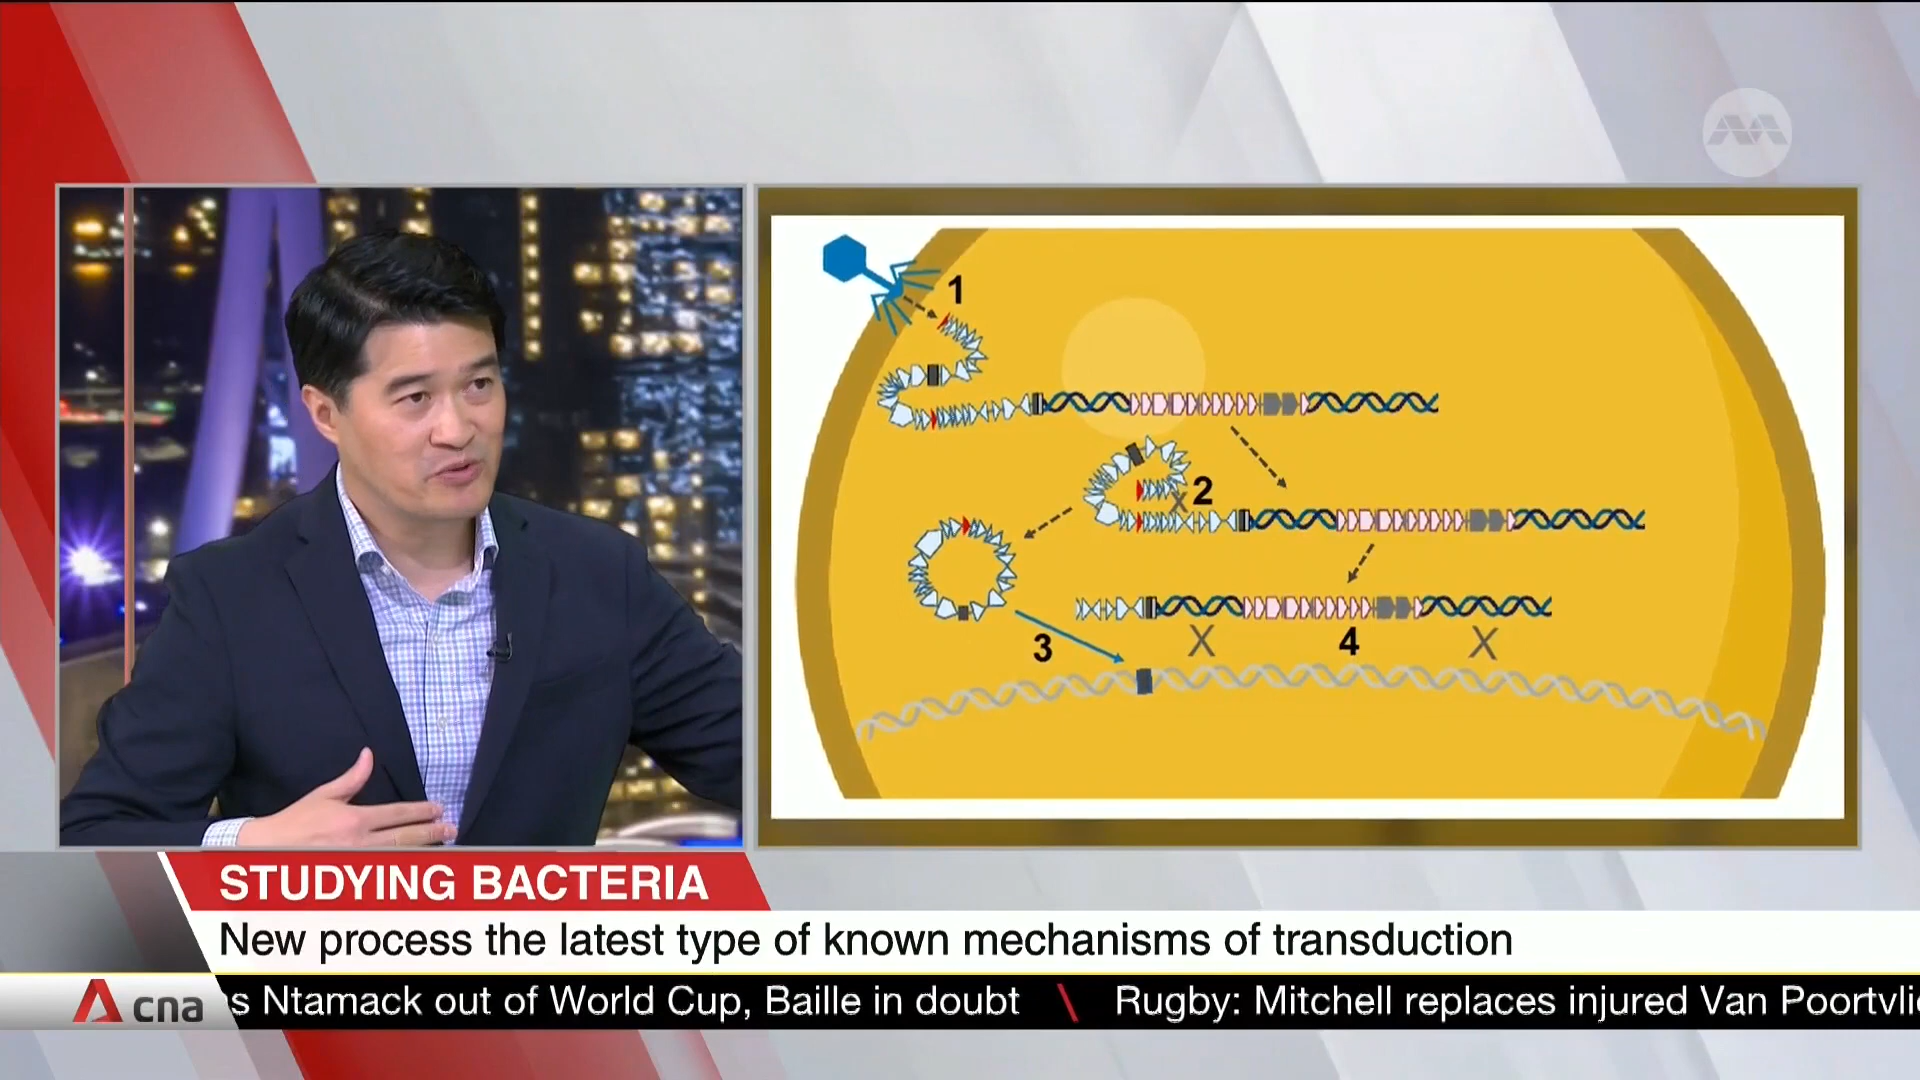 1
2
3
4
X
X
X
STUDYING BACTERIA
New process the latest type of known mechanisms of transduction
cna
s Ntamack out of World Cup, Baille in doubt \ Rugby: Mitchell replaces injured Van Poortvli